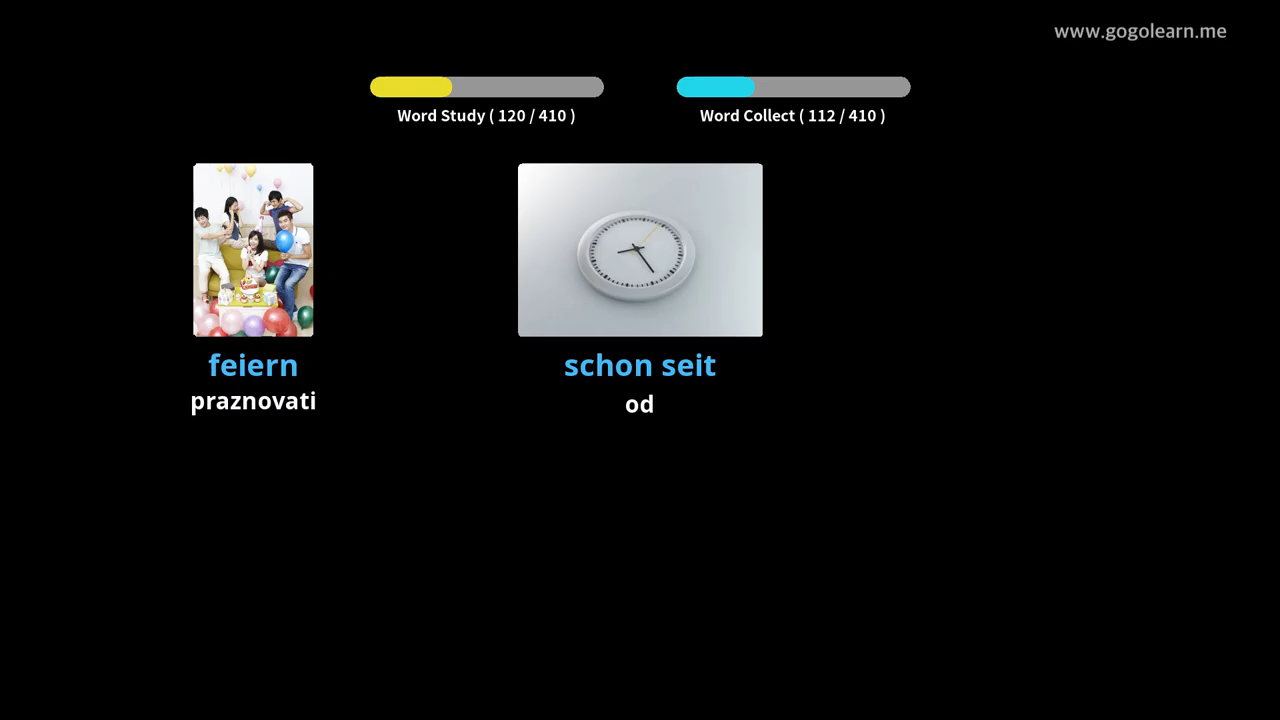 www.gogolearn.me
Word Study ( 120 / 410 )
Word Collect ( 112 / 410 )
feiern
praznovati
schon seit
od